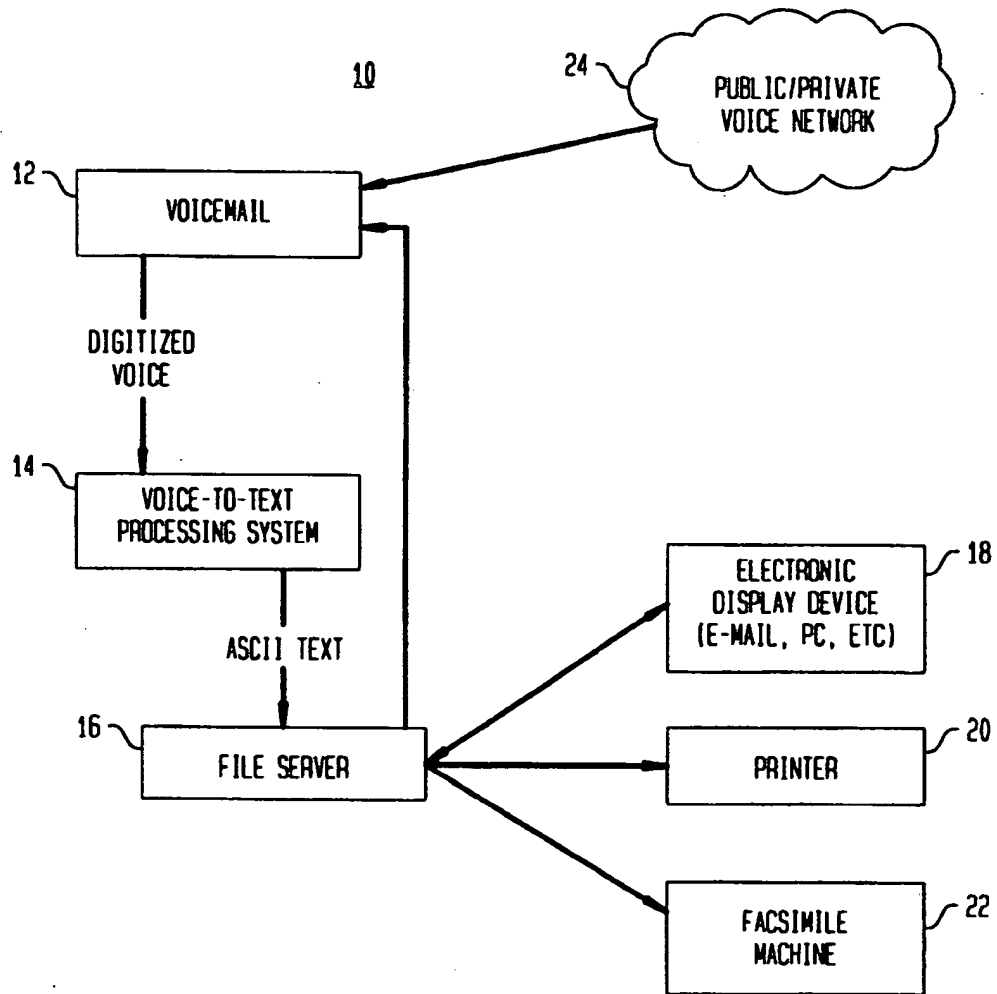 10
24
PUBLIC/PRIVATE
VOICE NETWORK
12
VOICEMAIL
DIGITIZED
VOICE
14
VOICE-TO-TEXT
PROCESSING SYSTEM
18
ELECTRONIC
DISPLAY DEVICE
(E-MAIL, PC, ETC)
ASCII TEXT
16
FILE SERVER
20
PRINTER
22
FACSIMILE
MACHINE